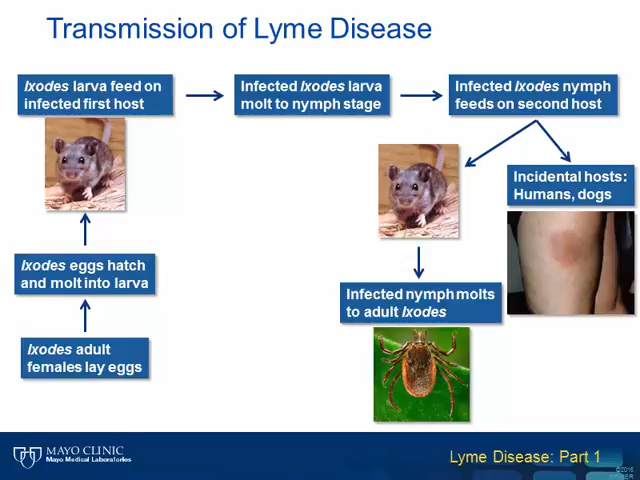 Transmission of Lyme Disease
Ixodes larva feed on
infected first host
Infected Ixodes larva
molt to nymph stage
Infected Ixodes nymph
feeds on second host
Incidental hosts:
Humans, dogs
Ixodes eggs hatch
and molt into larva
Infected nymph molts
to adult Ixodes
Ixodes adult
females lay eggs
MAYO CLINIC
Mayo Medical Laboratories
Lyme Disease: Part 1
©2016